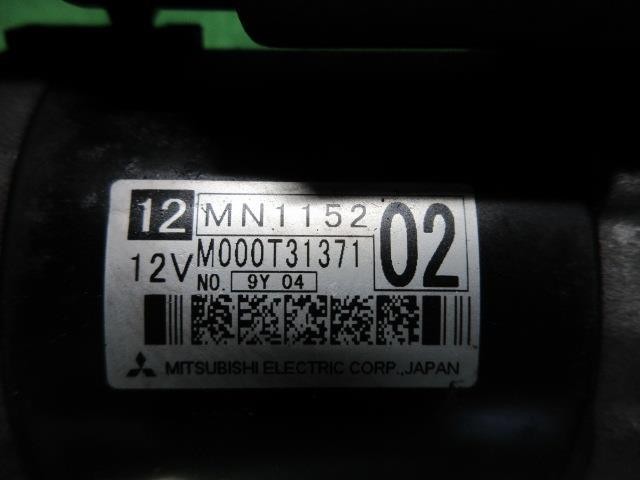 12 MN1152 02
12V M000T31371
NO. 9Y 04
MITSUBISHI ELECTRIC CORP.,JAPAN